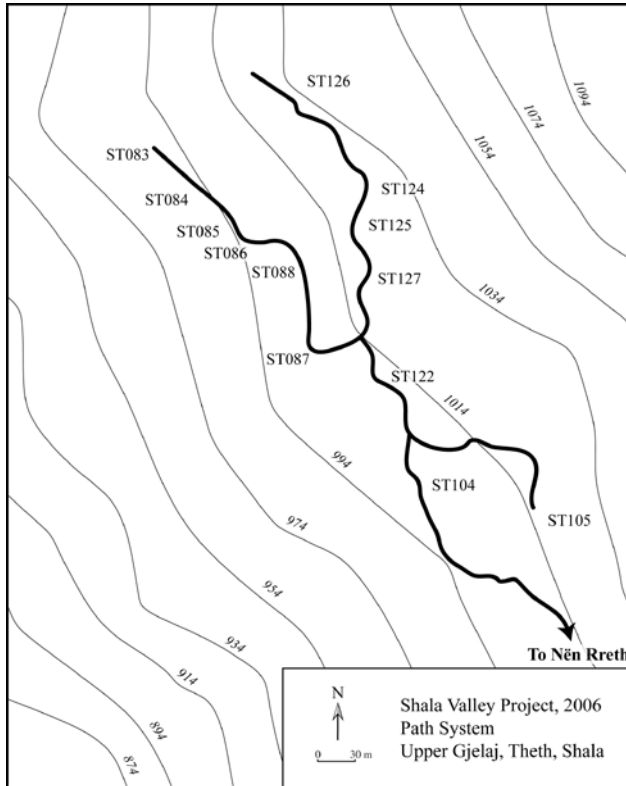 1094
ST126
1074
1054
ST083
ST084
ST124
ST085
ST125
ST086
ST088
ST127
1034
ST087
ST122
1014
994
ST104
ST105
974
954
934
To Nën Rreth
914
894
874
N
0 30 m
Shala Valley Project, 2006
Path System
Upper Gjelaj, Theth, Shala